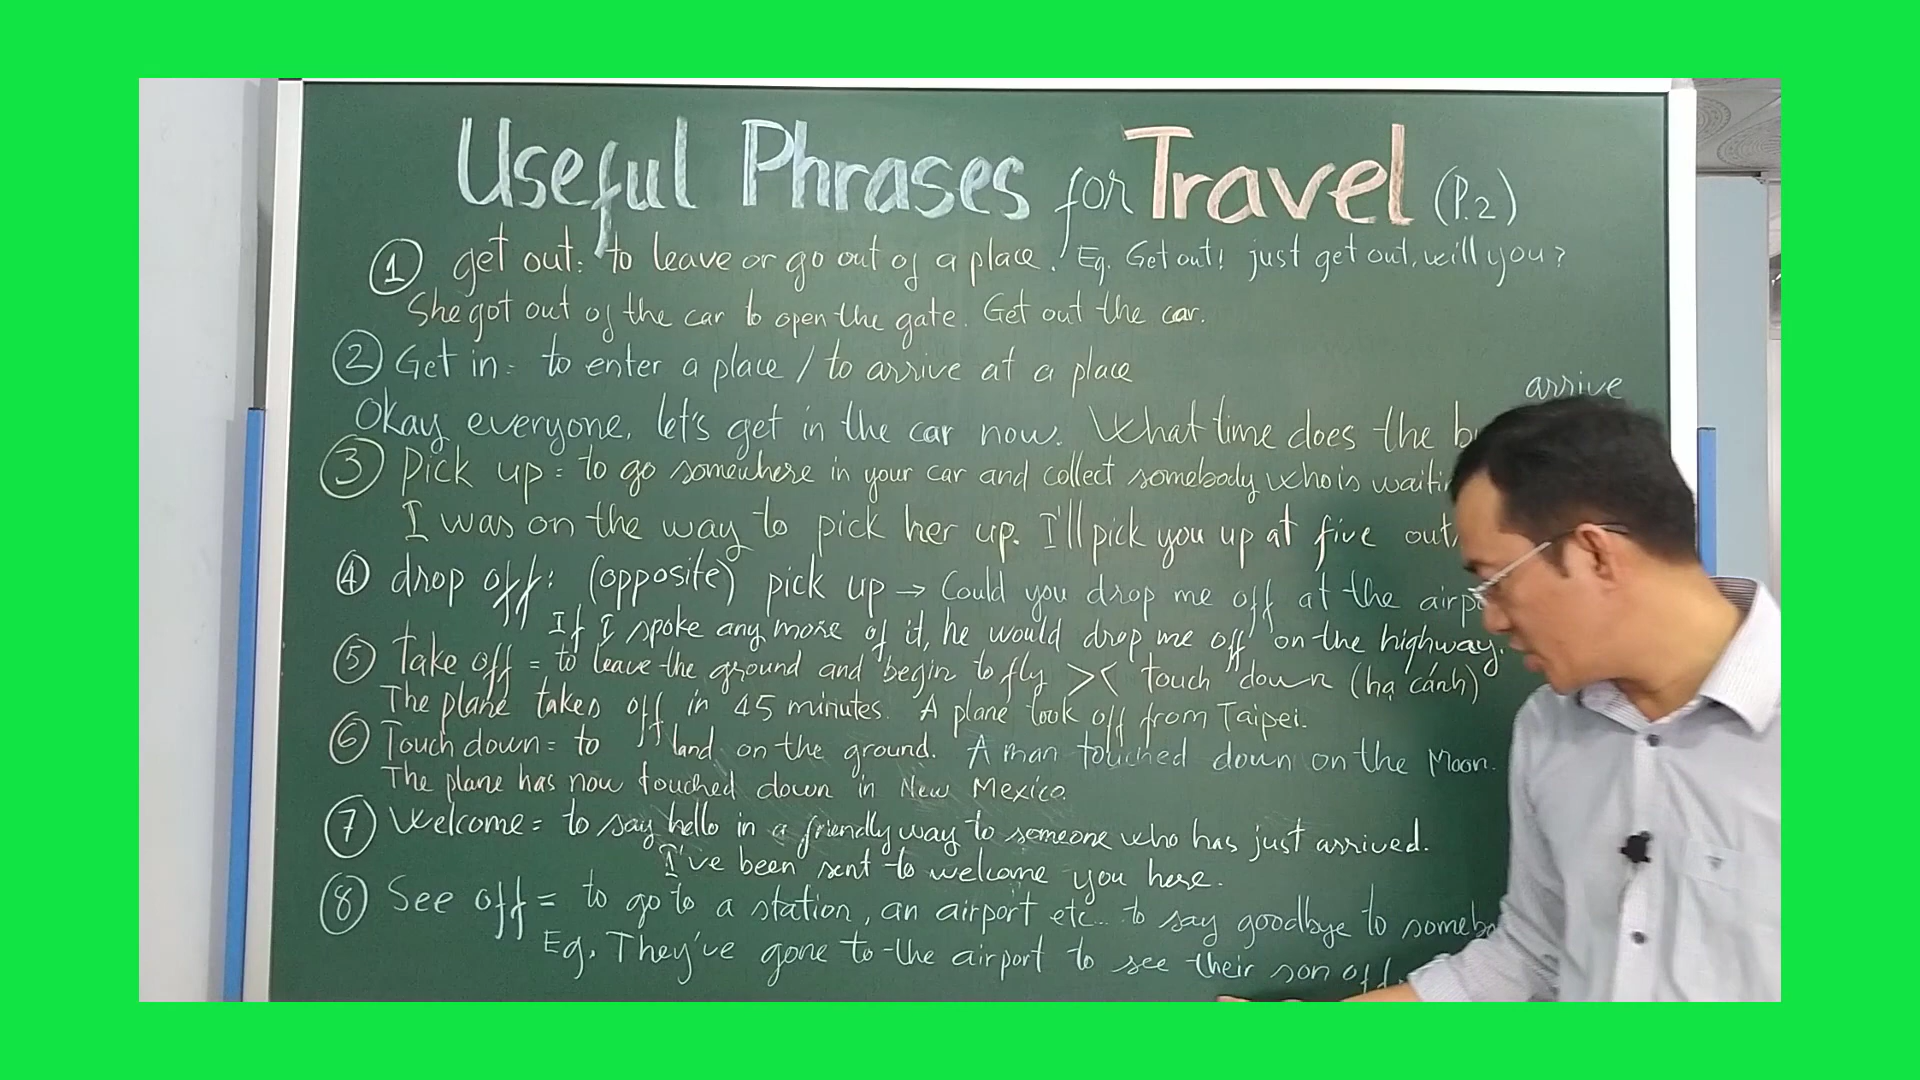 Useful Phrases for Travel (P.2)
① get out: to leave or go out of a place. Eg. Get out! just get out, will you?
She got out of the car to open the gate. Get out the car.
② Get in = to enter a place / to arrive at a place
arrive
Okay everyone, let's get in the car now. What time does the
③ Pick up = to go somewhere in your car and collect somebody who is
I was on the way to pick her up. I'll pick you up at five
④ drop off: (opposite) pick up → Could you drop me off at the
If I spoke any more of it, he would drop me off on the highway.
⑤ take off = to leave the ground and begin to fly >< touch down (hạ cánh)
The plane takes off in 45 minutes. A plane took off from Taipei.
⑥ Touch down = to land on the ground. A man touched down on the Moon.
The plane has now touched down in New Mexico.
⑦ Welcome = to say hello in a friendly way to someone who has just arrived.
I've been sent to welcome you here.
⑧ See off = to go to a station, an airport etc... to say goodbye to
Eg. They've gone to the airport to see their son off